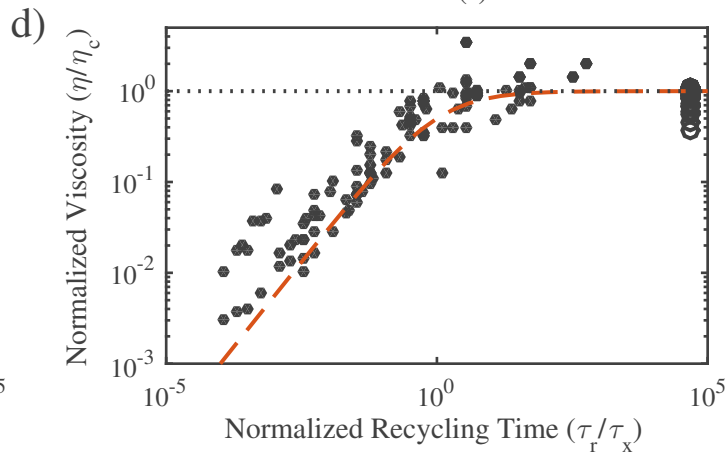 d)
Normalized Viscosity (η/η_c)
10^0
10^-1
10^-2
10^-3
10^-5
10^0
10^5
Normalized Recycling Time (τ_r/τ_x)
5